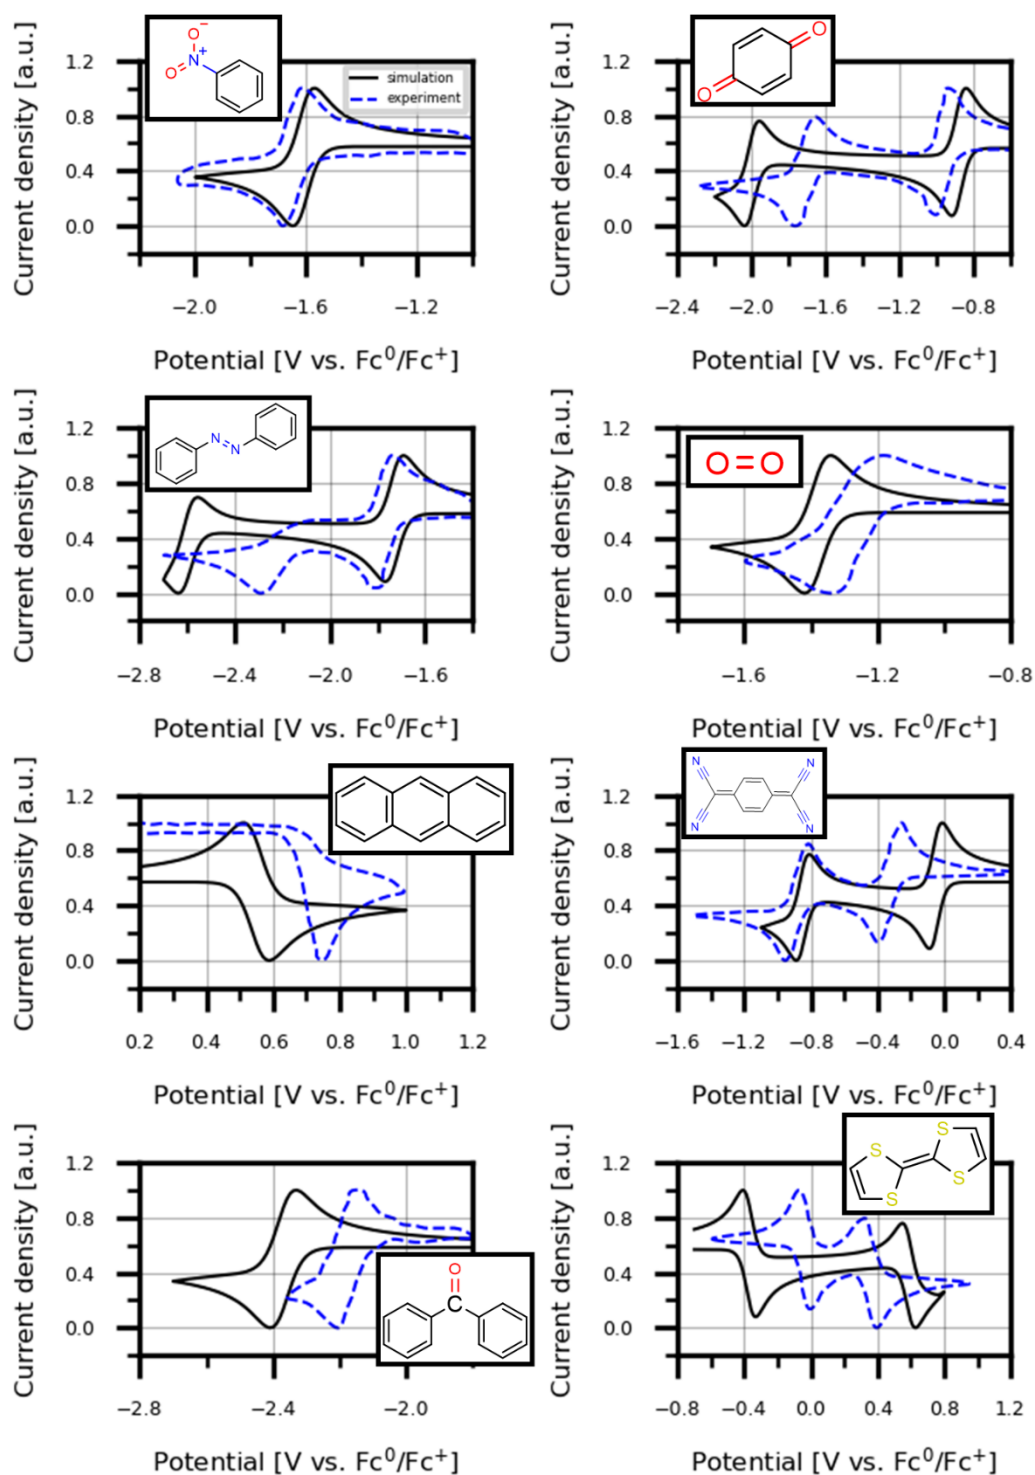 Current density [a.u.]
1.2
0.8
0.4
0.0
O⁻
N⁺
O
simulation
experiment
−2.0 −1.6 −1.2
Potential [V vs. Fc⁰/Fc⁺]
Current density [a.u.]
1.2
0.8
0.4
0.0
O
O
−2.4 −2.0 −1.6 −1.2 −0.8
Potential [V vs. Fc⁰/Fc⁺]
Current density [a.u.]
1.2
0.8
0.4
0.0
N
N
−2.8 −2.4 −2.0 −1.6
Potential [V vs. Fc⁰/Fc⁺]
Current density [a.u.]
1.2
0.8
0.4
0.0
O=O
−1.6 −1.2 −0.8
Potential [V vs. Fc⁰/Fc⁺]
Current density [a.u.]
1.2
0.8
0.4
0.0
0.2 0.4 0.6 0.8 1.0 1.2
Potential [V vs. Fc⁰/Fc⁺]
Current density [a.u.]
1.2
0.8
0.4
0.0
N N
N N
−1.6 −1.2 −0.8 −0.4 0.0 0.4
Potential [V vs. Fc⁰/Fc⁺]
Current density [a.u.]
1.2
0.8
0.4
0.0
O
C
−2.8 −2.4 −2.0
Potential [V vs. Fc⁰/Fc⁺]
Current density [a.u.]
1.2
0.8
0.4
0.0
S
S
S
S
−0.8 −0.4 0.0 0.4 0.8 1.2
Potential [V vs. Fc⁰/Fc⁺]